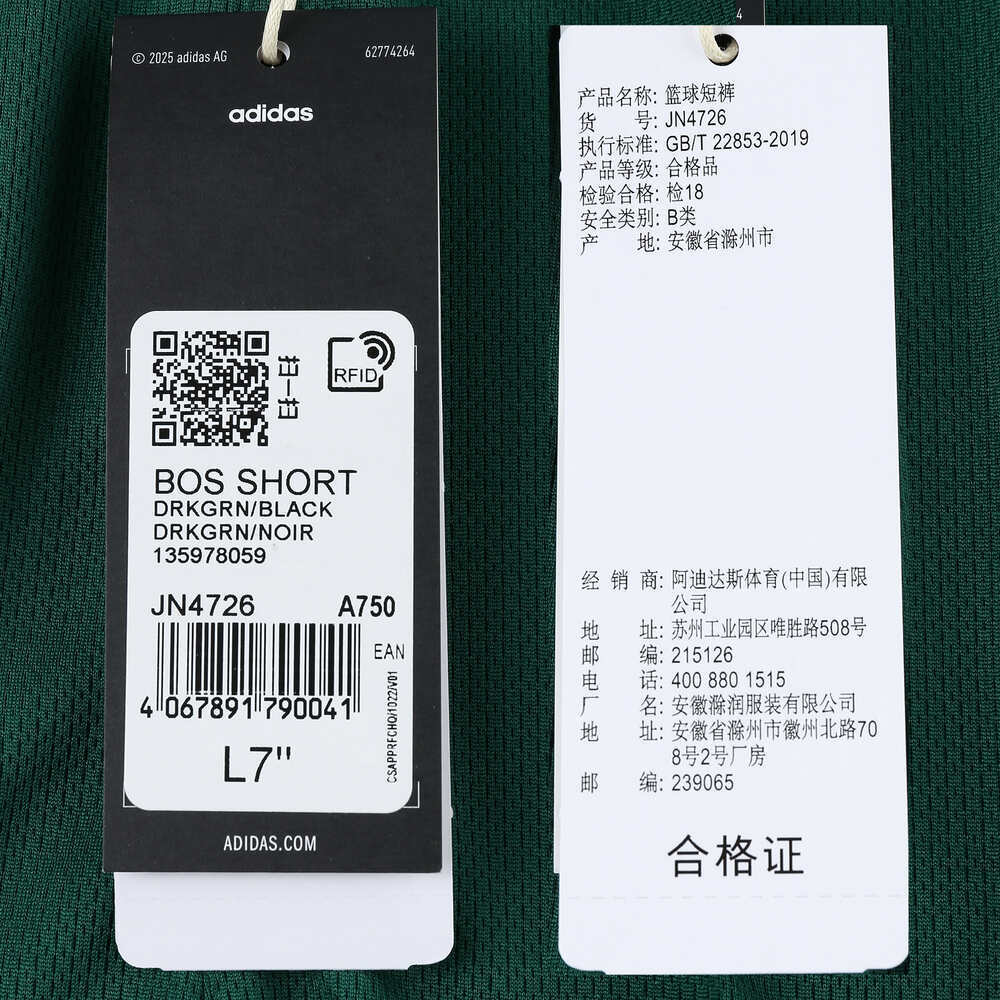 © 2025 adidas AG
62774264
adidas
扫一扫
RFID
BOS SHORT
DRKGRN/BLACK
DRKGRN/NOIR
135978059
JN4726 A750
EAN
4 067891 790041
CSAPPRFCHQ/1022/V01
L7"
ADIDAS.COM
4
产品名称: 篮球短裤
货 号: JN4726
执行标准: GB/T 22853-2019
产品等级: 合格品
检验合格: 检18
安全类别: B类
产 地: 安徽省滁州市
经 销 商: 阿迪达斯体育(中国)有限
公司
地 址: 苏州工业园区唯胜路508号
邮 编: 215126
电 话: 400 880 1515
厂 名: 安徽滁润服装有限公司
地 址: 安徽省滁州市徽州北路70
8号2号厂房
邮 编: 239065
合格证